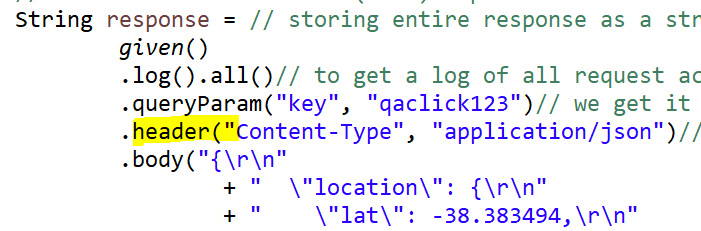 String response = // storing entire response as a str
given()
.log().all()// to get a log of all request ac
.queryParam("key", "qaclick123")// we get it
.header("Content-Type", "application/json")//
.body("{\r\n"
+ "  \"location\": {\r\n"
+ "    \"lat\": -38.383494,\r\n"